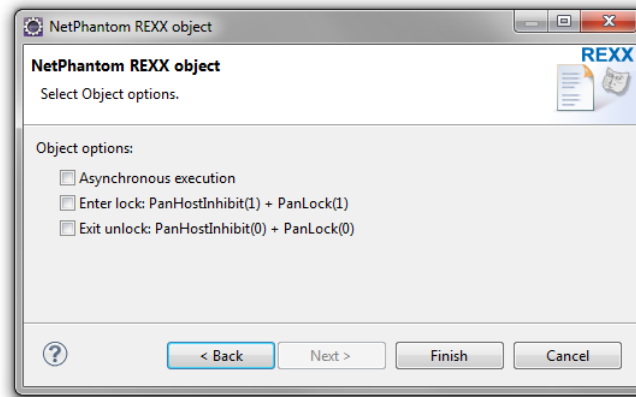 NetPhantom REXX object
NetPhantom REXX object
REXX
Select Object options.
Object options:
Asynchronous execution
Enter lock: PanHostInhibit(1) + PanLock(1)
Exit unlock: PanHostInhibit(0) + PanLock(0)
?
< Back
Next >
Finish
Cancel